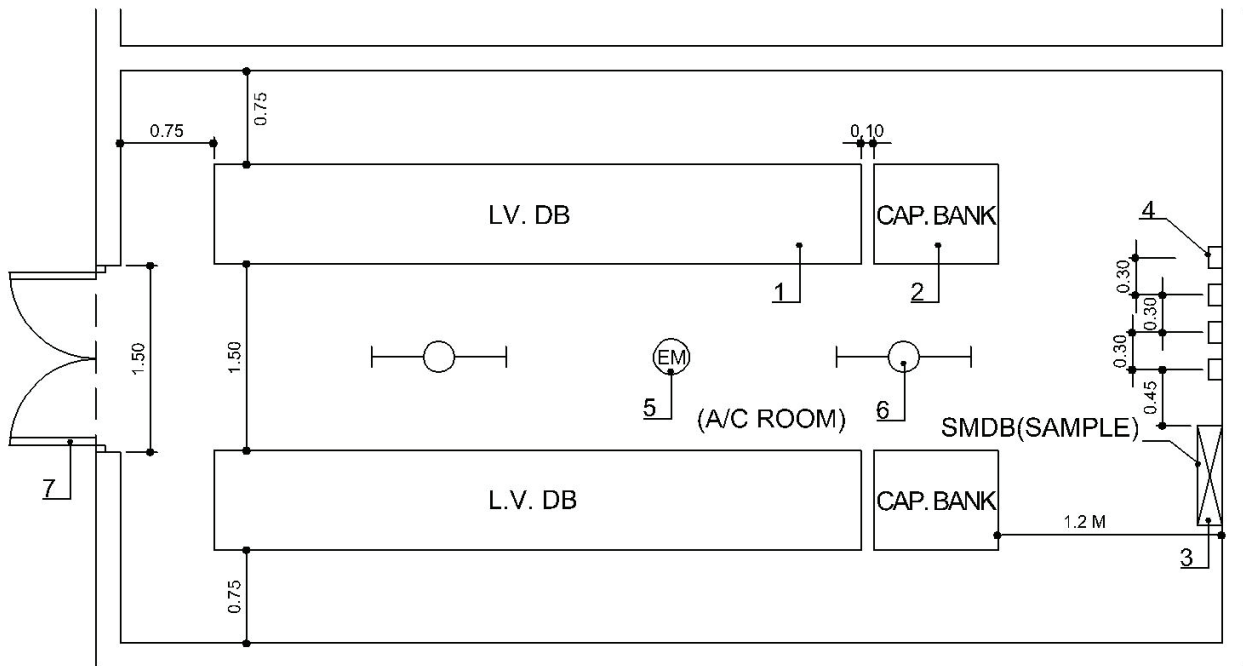 0.75
0.75
0.10
L.V. DB
CAP. BANK
4
1
2
0.30
0.30
0.30
1.50
1.50
EM
5
6
0.45
(A/C ROOM)
SMDB(SAMPLE)
7
L.V. DB
CAP. BANK
1.2 M
3
0.75